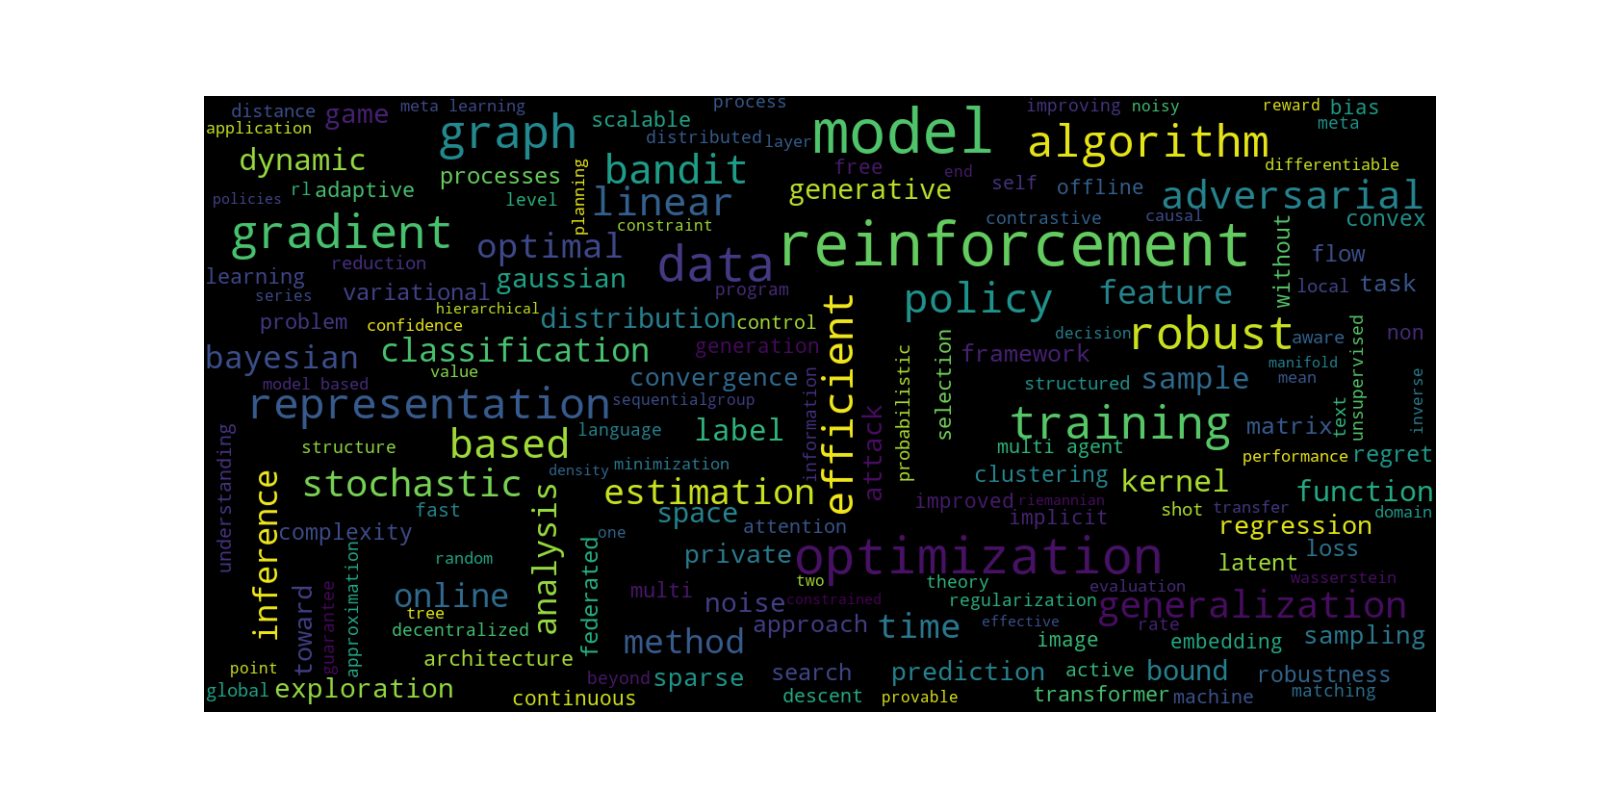 distance
game
meta learning
process
improving
noisy
reward
bias
application
graph
scalable
distributed
layer
model
algorithm
meta
dynamic
processes
planning
bandit
free
end
differentiable
policies
rl
adaptive
level
linear
generative
self
offline
adversarial
gradient
optimal
constraint
reinforcement
contrastive
causal
convex
without
flow
learning
reduction
gaussian
data
program
policy
feature
local
task
series
variational
hierarchical
problem
confidence
distribution
control
efficient
decision
robust
aware
unsupervised
non
bayesian
classification
generation
probabilistic
selection
framework
manifold
value
model based
convergence
information
structured
sample
mean
inverse
representation
sequential
group
attack
training
text
matrix
understanding
structure
based
language
label
multi agent
performance
regret
density
minimization
clustering
kernel
inference
stochastic
analysis
estimation
improved
riemannian
shot
transfer
function
domain
fast
space
implicit
complexity
one
attention
regression
approximation
random
federated
private
optimization
latent
loss
toward
guarantee
online
multi
two
theory
evaluation
wasserstein
tree
noise
constrained
regularization
generalization
decentralized
method
approach
time
effective
rate
image
embedding
sampling
point
architecture
beyond
sparse
search
prediction
active
bound
robustness
global
exploration
continuous
descent
provable
transformer
machine
matching